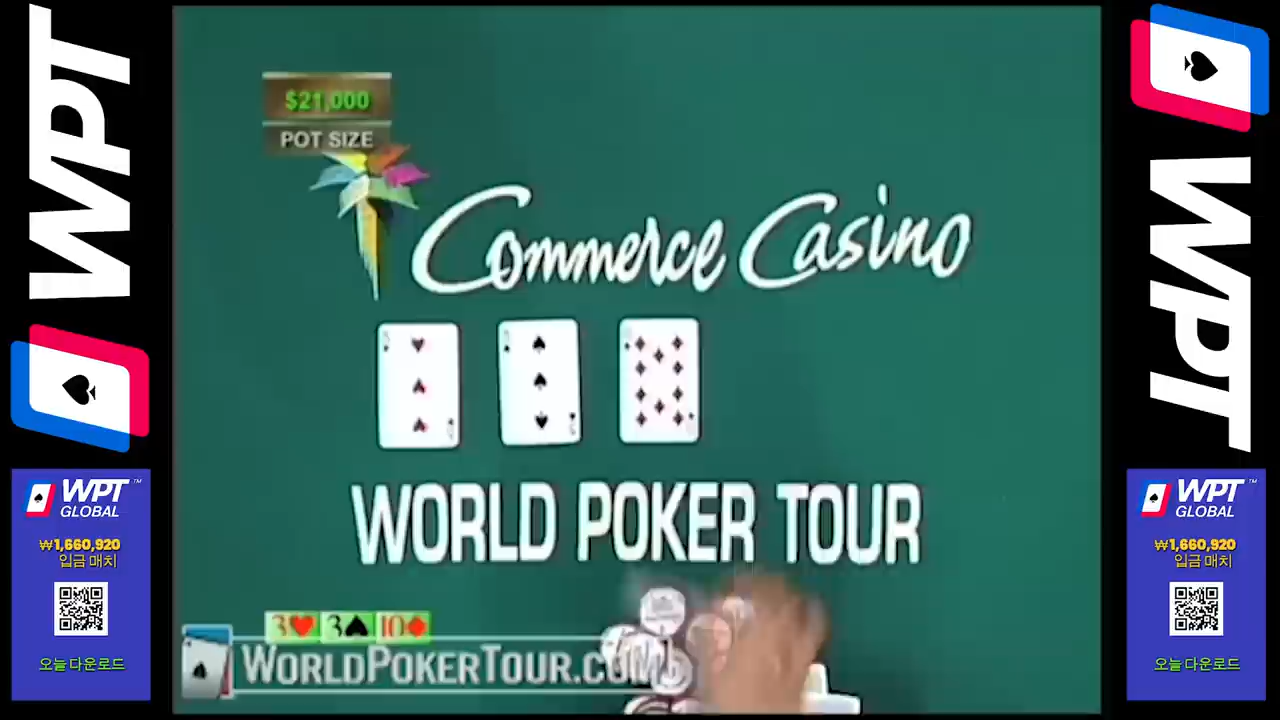 WPT
WPT GLOBAL™
₩1,660,920
입금 매치
오늘 다운로드
$21,000
POT SIZE
Commerce Casino
WORLD POKER TOUR
3♥ 3♠ 10♦
WORLDPOKERTOUR.COM
WPT
WPT GLOBAL™
₩1,660,920
입금 매치
오늘 다운로드